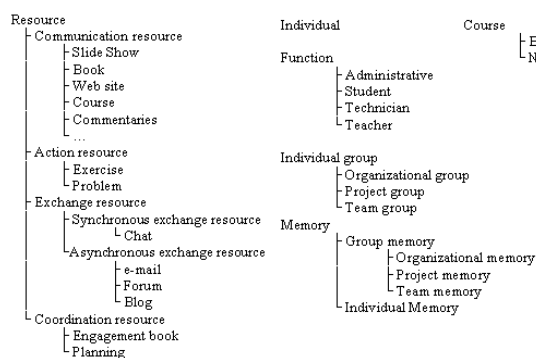 Resource
Communication resource
Slide Show
Book
Web site
Course
Commentaries
...
Action resource
Exercise
Problem
Exchange resource
Synchronous exchange resource
Chat
Asynchronous exchange resource
e-mail
Forum
Blog
Coordination resource
Engagement book
Planning
Individual
Function
Administrative
Student
Technician
Teacher
Individual group
Organizational group
Project group
Team group
Memory
Group memory
Organizational memory
Project memory
Team memory
Individual Memory
Course